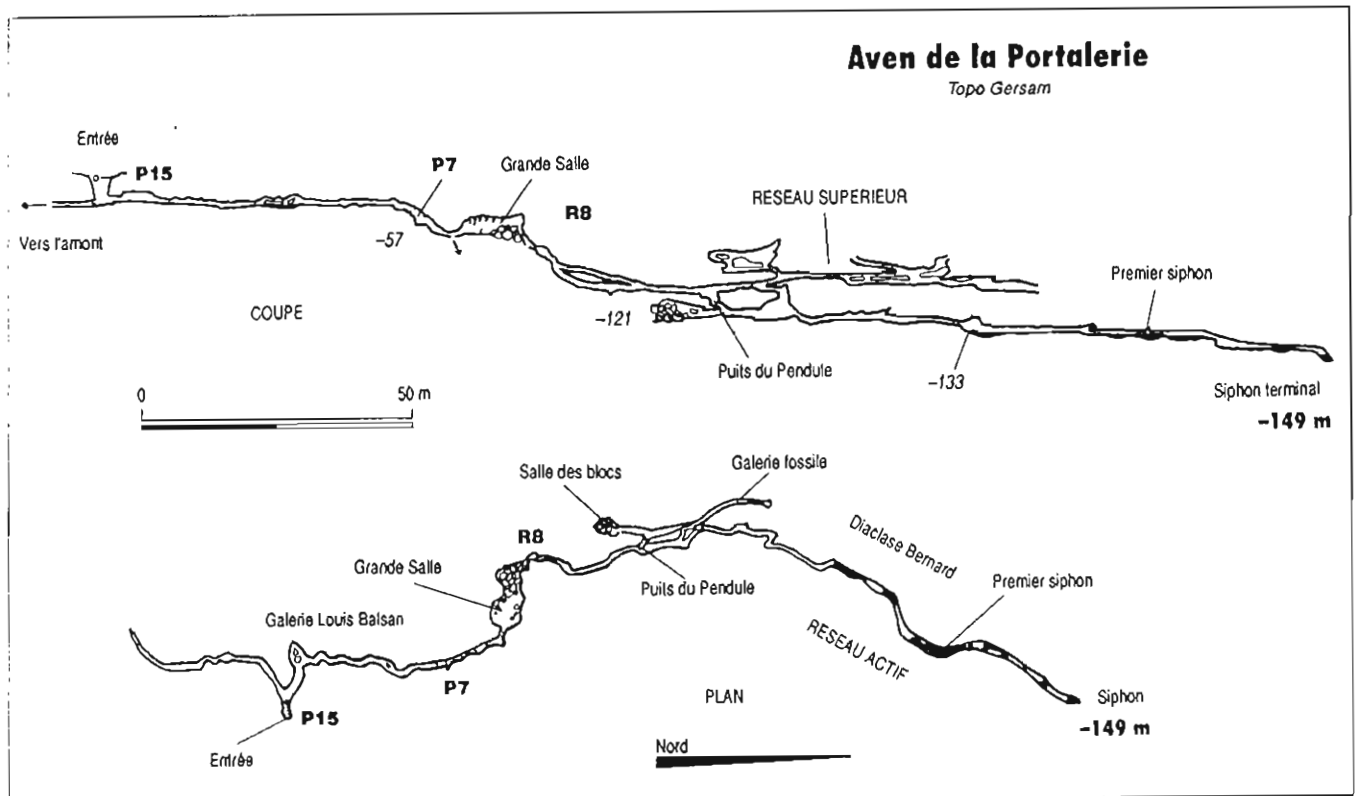 Aven de la Portalerie
Topo Gersam
Entrée
P15
P7
Grande Salle
R8
RESEAU SUPERIEUR
Vers l'amont
–57
Premier siphon
COUPE
–121
Puits du Pendule
–133
Siphon terminal
–149 m
0
50 m
Salle des blocs
Galerie fossile
R8
Diaclase Bernard
Grande Salle
Puits du Pendule
Premier siphon
Galerie Louis Balsan
RESEAU ACTIF
P7
P15
PLAN
Siphon
–149 m
Entrée
Nord